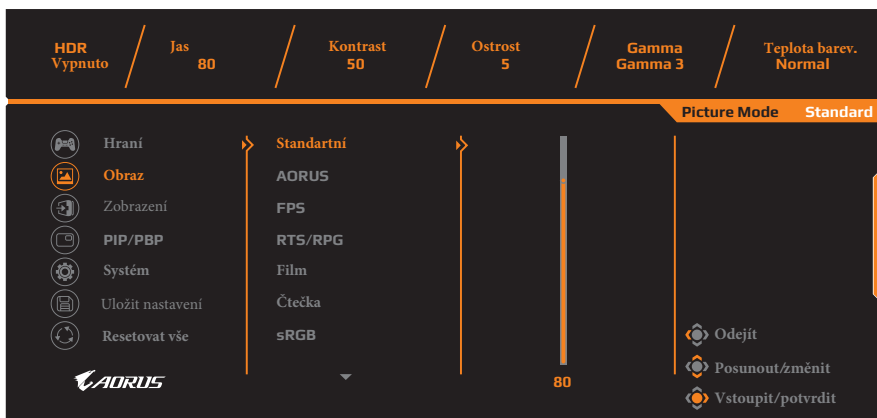 HDR
Vypnuto
Jas
80
Kontrast
50
Ostrost
5
Gamma
Gamma 3
Teplota barev.
Normal
Picture Mode Standard
Hraní
Obraz
Zobrazení
PIP/PBP
Systém
Uložit nastavení
Resetovat vše
Standartní
AORUS
FPS
RTS/RPG
Film
Čtečka
sRGB
80
Odejít
Posunout/změnit
Vstoupit/potvrdit
AORUS